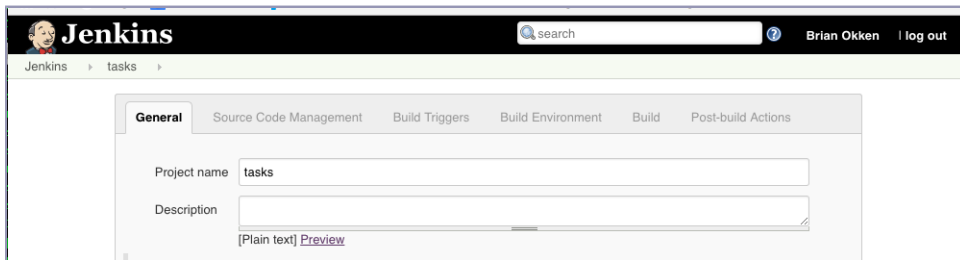 Jenkins search Brian Okken | log out
Jenkins tasks
General Source Code Management Build Triggers Build Environment Build Post-build Actions
Project name tasks
Description
[Plain text] Preview